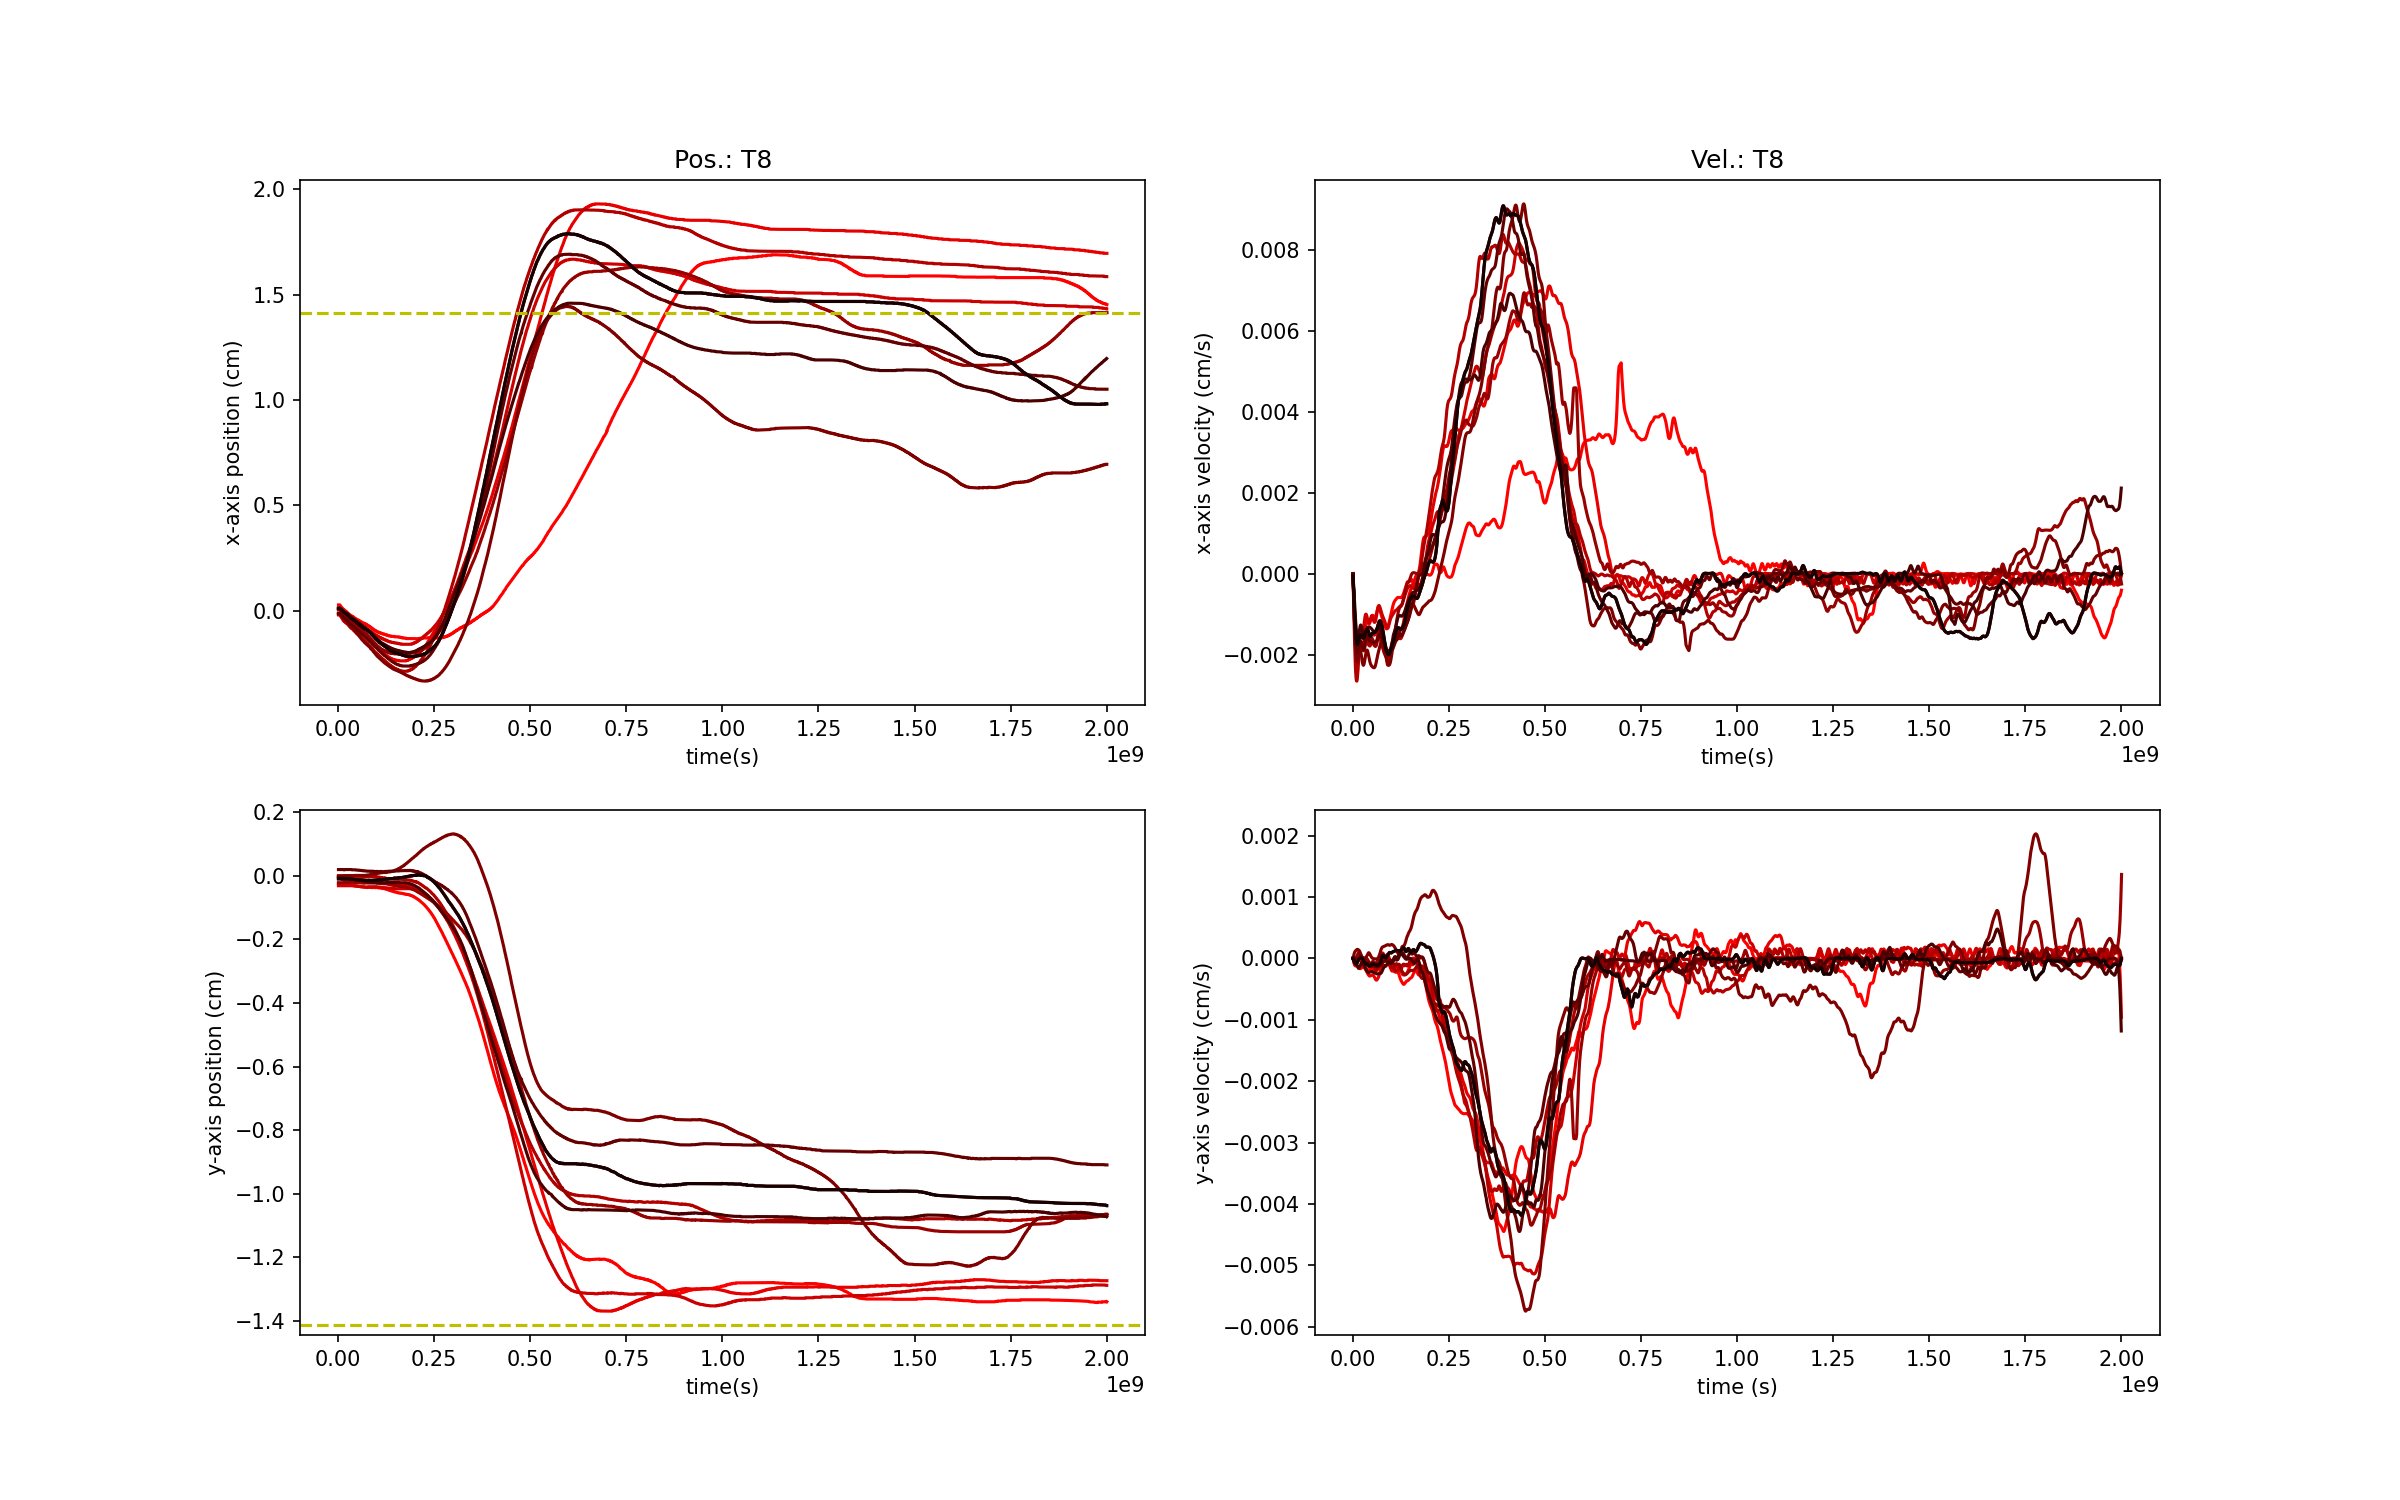 Pos.: T8
2.0
1.5
1.0
0.5
0.0
x-axis position (cm)
0.00 0.25 0.50 0.75 1.00 1.25 1.50 1.75 2.00
time(s)
1e9
Vel.: T8
0.008
0.006
0.004
0.002
0.000
−0.002
x-axis velocity (cm/s)
0.00 0.25 0.50 0.75 1.00 1.25 1.50 1.75 2.00
time(s)
1e9
0.2
0.0
−0.2
−0.4
−0.6
−0.8
−1.0
−1.2
−1.4
y-axis position (cm)
0.00 0.25 0.50 0.75 1.00 1.25 1.50 1.75 2.00
time(s)
1e9
0.002
0.001
0.000
−0.001
−0.002
−0.003
−0.004
−0.005
−0.006
y-axis velocity (cm/s)
0.00 0.25 0.50 0.75 1.00 1.25 1.50 1.75 2.00
time (s)
1e9